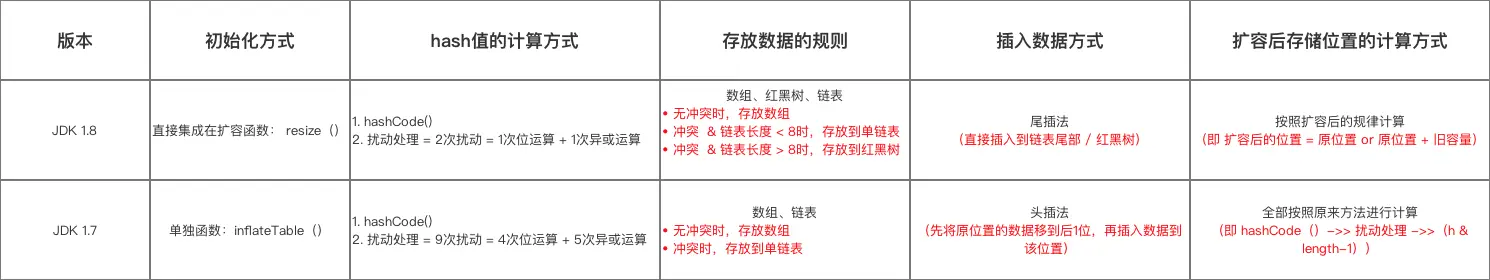 版本
初始化方式
hash值的计算方式
存放数据的规则
插入数据方式
扩容后存储位置的计算方式
JDK 1.8
直接集成在扩容函数： resize（）
1. hashCode()
2. 扰动处理 = 2次扰动 = 1次位运算 + 1次异或运算
数组、红黑树、链表
• 无冲突时，存放数组
• 冲突 & 链表长度 < 8时，存放到单链表
• 冲突 & 链表长度 > 8时，存放到红黑树
尾插法
（直接插入到链表尾部 / 红黑树）
按照扩容后的规律计算
（即 扩容后的位置 = 原位置 or 原位置 + 旧容量）
JDK 1.7
单独函数：inflateTable（）
1. hashCode()
2. 扰动处理 = 9次扰动 = 4次位运算 + 5次异或运算
数组、链表
• 无冲突时，存放数组
• 冲突时，存放到单链表
头插法
（先将原位置的数据移到后1位，再插入数据到
该位置）
全部按照原来方法进行计算
（即 hashCode（）->> 扰动处理 ->>（h &
length-1））